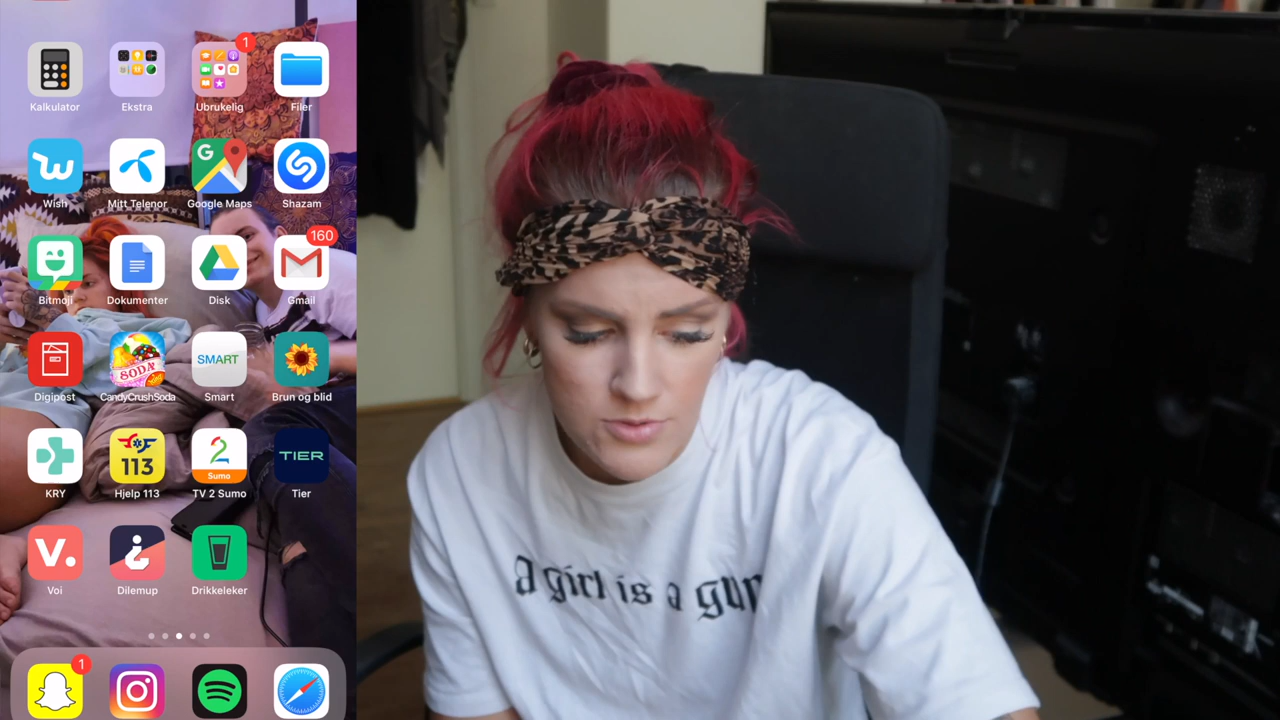 1
Kalkulator
Ekstra
Ubrukelig
Filer
G
Wish
Mitt Telenor
Google Maps
Shazam
160
Bitmoji
Dokumenter
Disk
Gmail
SODA
SMART
Digipost
CandyCrushSoda
Smart
Brun og blid
113
2
Sumo
TIER
KRY
Hjelp 113
TV 2 Sumo
Tier
V.
Voi
Dilemup
Drikkeleker
1
A girl is a gun